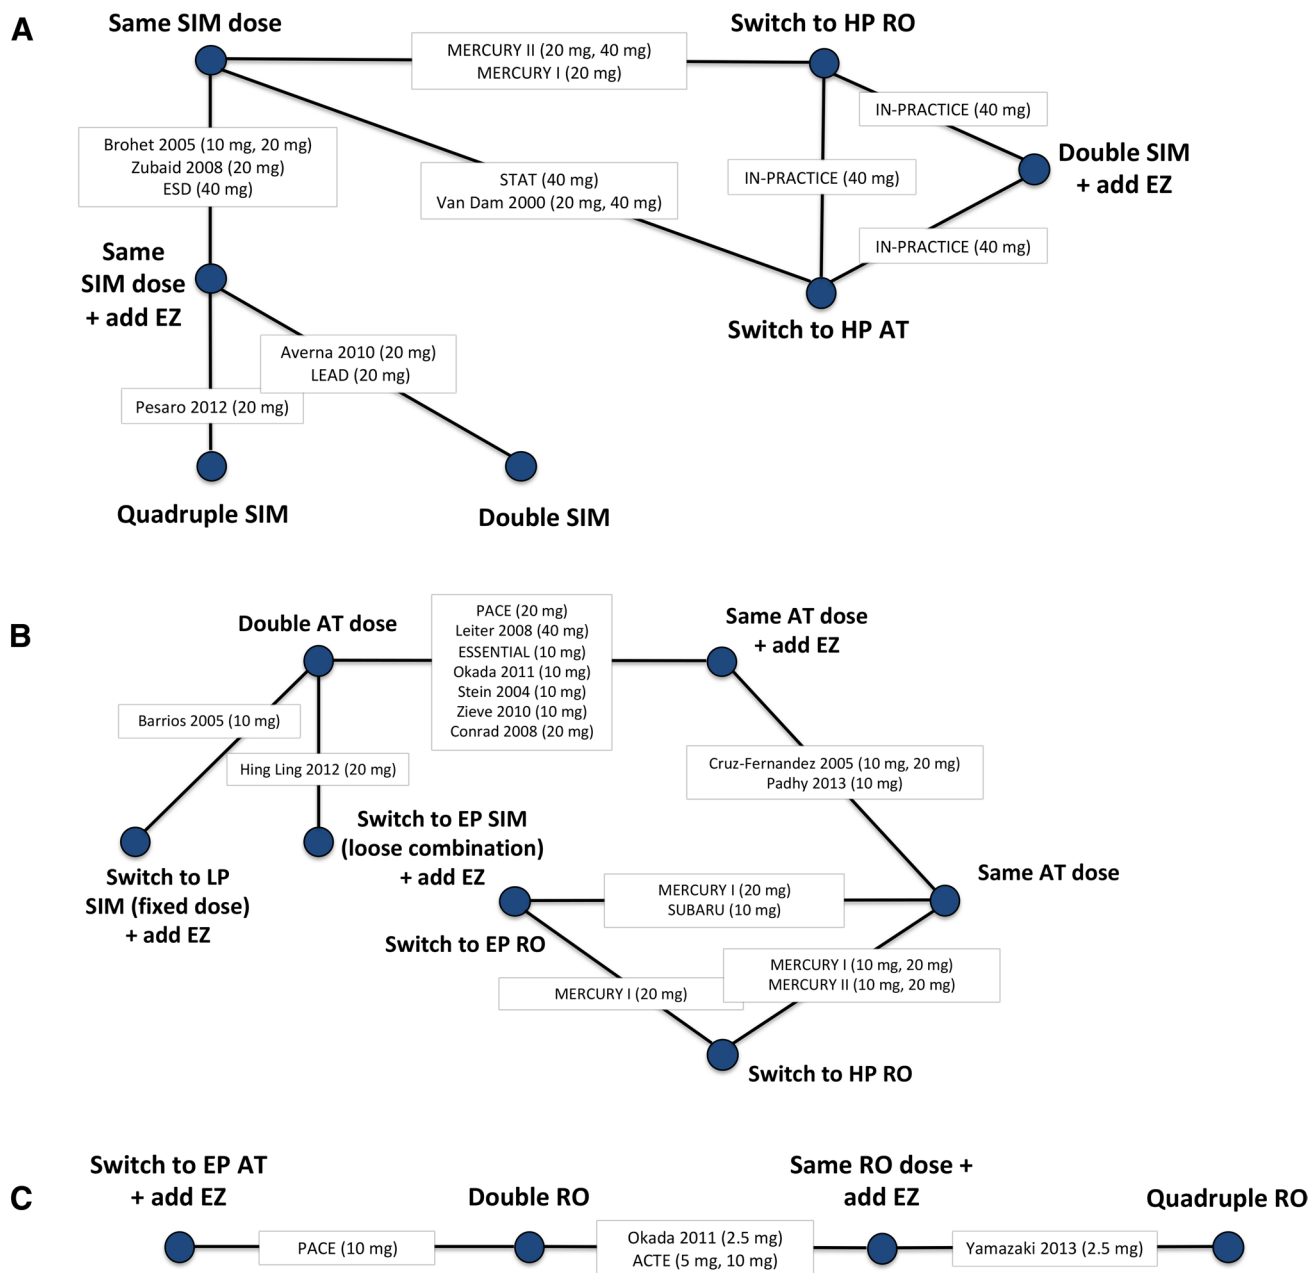 A
Same SIM dose
Switch to HP RO
MERCURY II (20 mg, 40 mg)
MERCURY I (20 mg)
IN-PRACTICE (40 mg)
Brohet 2005 (10 mg, 20 mg)
Zubaid 2008 (20 mg)
ESD (40 mg)
Double SIM
+ add EZ
STAT (40 mg)
Van Dam 2000 (20 mg, 40 mg)
IN-PRACTICE (40 mg)
IN-PRACTICE (40 mg)
Same
SIM dose
+ add EZ
Switch to HP AT
Averna 2010 (20 mg)
LEAD (20 mg)
Pesaro 2012 (20 mg)
Quadruple SIM
Double SIM
B
Double AT dose
PACE (20 mg)
Leiter 2008 (40 mg)
ESSENTIAL (10 mg)
Okada 2011 (10 mg)
Stein 2004 (10 mg)
Zieve 2010 (10 mg)
Conrad 2008 (20 mg)
Same AT dose
+ add EZ
Barrios 2005 (10 mg)
Hing Ling 2012 (20 mg)
Cruz-Fernandez 2005 (10 mg, 20 mg)
Padhy 2013 (10 mg)
Switch to EP SIM
(loose combination)
+ add EZ
Switch to LP
SIM (fixed dose)
+ add EZ
Same AT dose
MERCURY I (20 mg)
SUBARU (10 mg)
Switch to EP RO
MERCURY I (10 mg, 20 mg)
MERCURY II (10 mg, 20 mg)
MERCURY I (20 mg)
Switch to HP RO
C
Switch to EP AT
+ add EZ
Double RO
Same RO dose +
add EZ
Quadruple RO
PACE (10 mg)
Okada 2011 (2.5 mg)
ACTE (5 mg, 10 mg)
Yamazaki 2013 (2.5 mg)